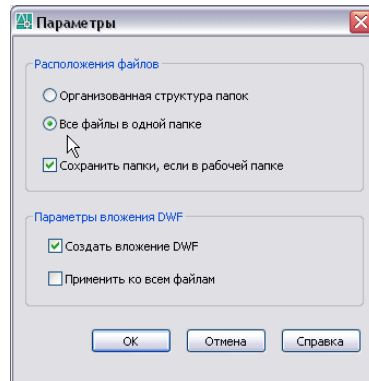 Параметры
Расположения файлов
Организованная структура папок
Все файлы в одной папке
Сохранить папки, если в рабочей папке
Параметры вложения DWF
Создать вложение DWF
Применить ко всем файлам
ОК Отмена Справка